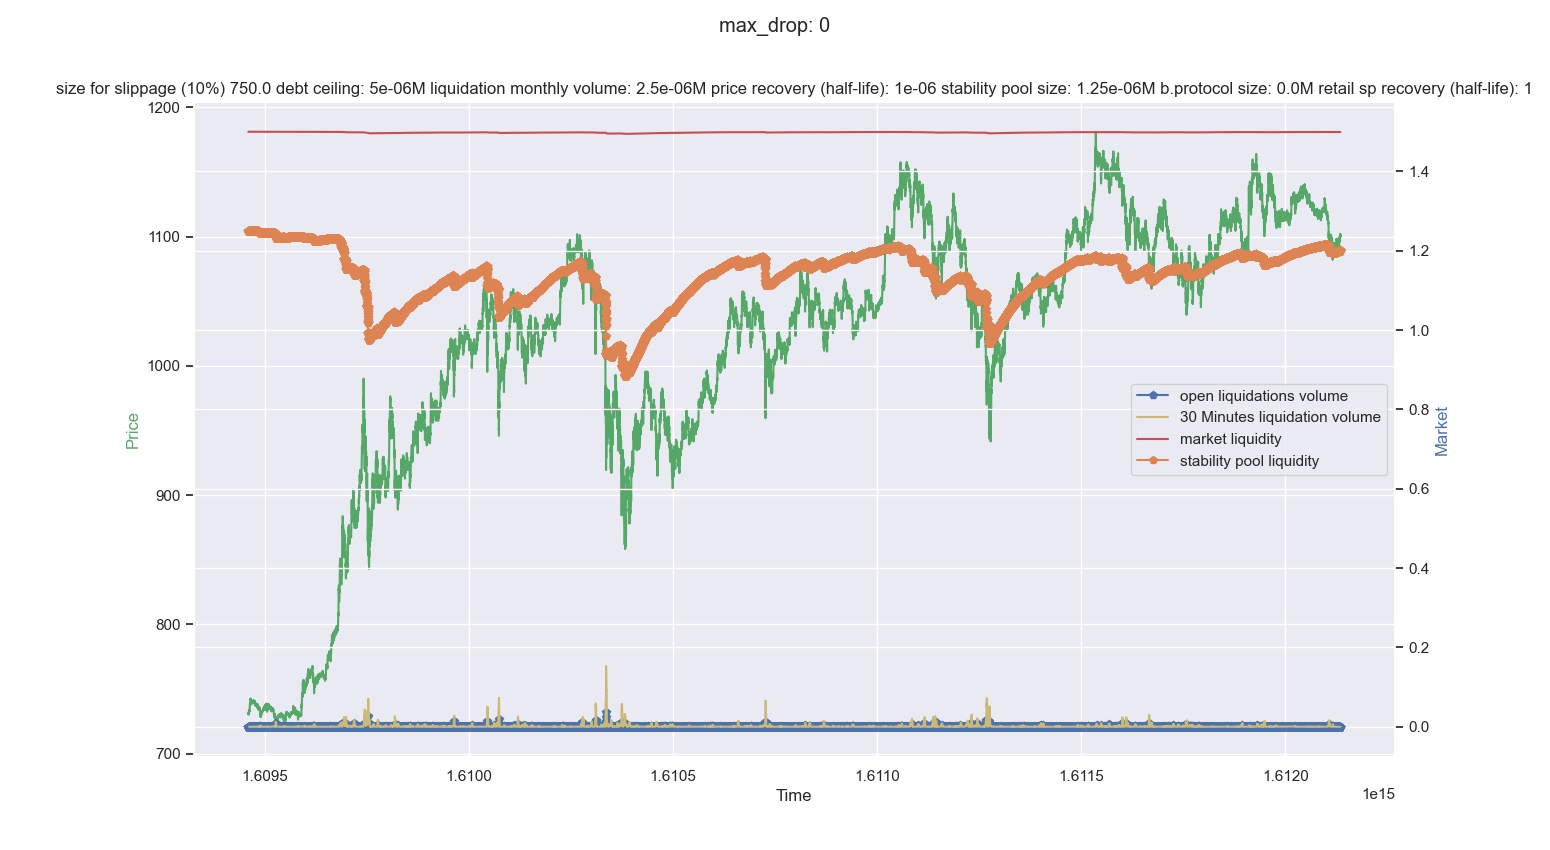 max_drop: 0
size for slippage (10%) 750.0 debt ceiling: 5e-06M liquidation monthly volume: 2.5e-06M price recovery (half-life): 1e-06 stability pool size: 1.25e-06M b.protocol size: 0.0M retail sp recovery (half-life): 1
1200
1100
1000
900
800
700
Price
1.4
1.2
1.0
0.8
0.6
0.4
0.2
0.0
Market
open liquidations volume
30 Minutes liquidation volume
market liquidity
stability pool liquidity
1.6095
1.6100
1.6105
1.6110
1.6115
1.6120
1e15
Time